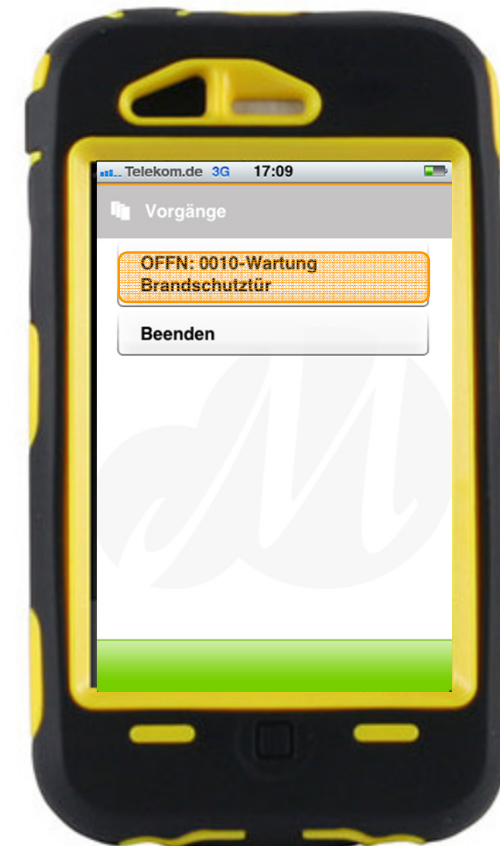 Telekom.de 3G 17:09
Vorgänge
OFFN: 0010-Wartung
Brandschutztür
Beenden
M